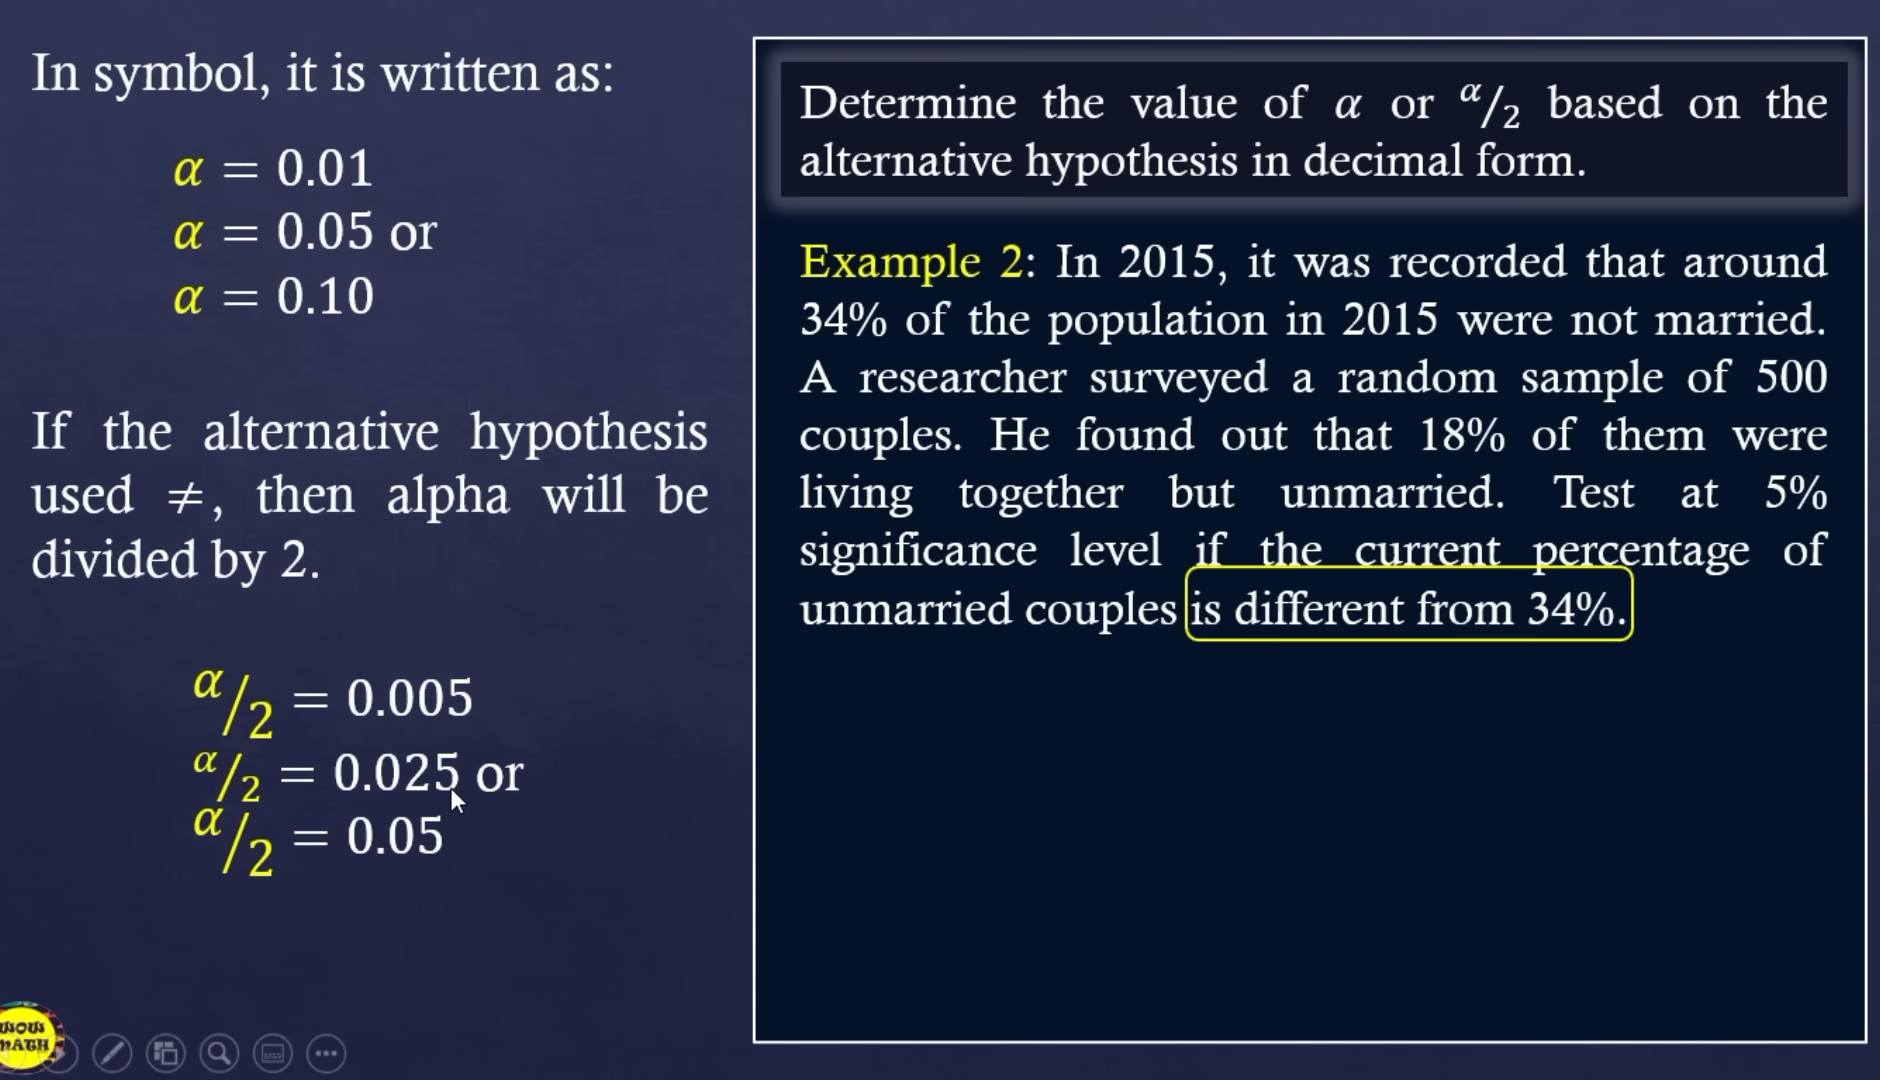 In symbol, it is written as:
α = 0.01
α = 0.05 or
α = 0.10
If the alternative hypothesis
used ≠, then alpha will be
divided by 2.
α/2 = 0.005
α/2 = 0.025 or
α/2 = 0.05
Determine the value of α or α/2 based on the
alternative hypothesis in decimal form.
Example 2: In 2015, it was recorded that around
34% of the population in 2015 were not married.
A researcher surveyed a random sample of 500
couples. He found out that 18% of them were
living together but unmarried. Test at 5%
significance level if the current percentage of
unmarried couples is different from 34%.
WOW
MATH